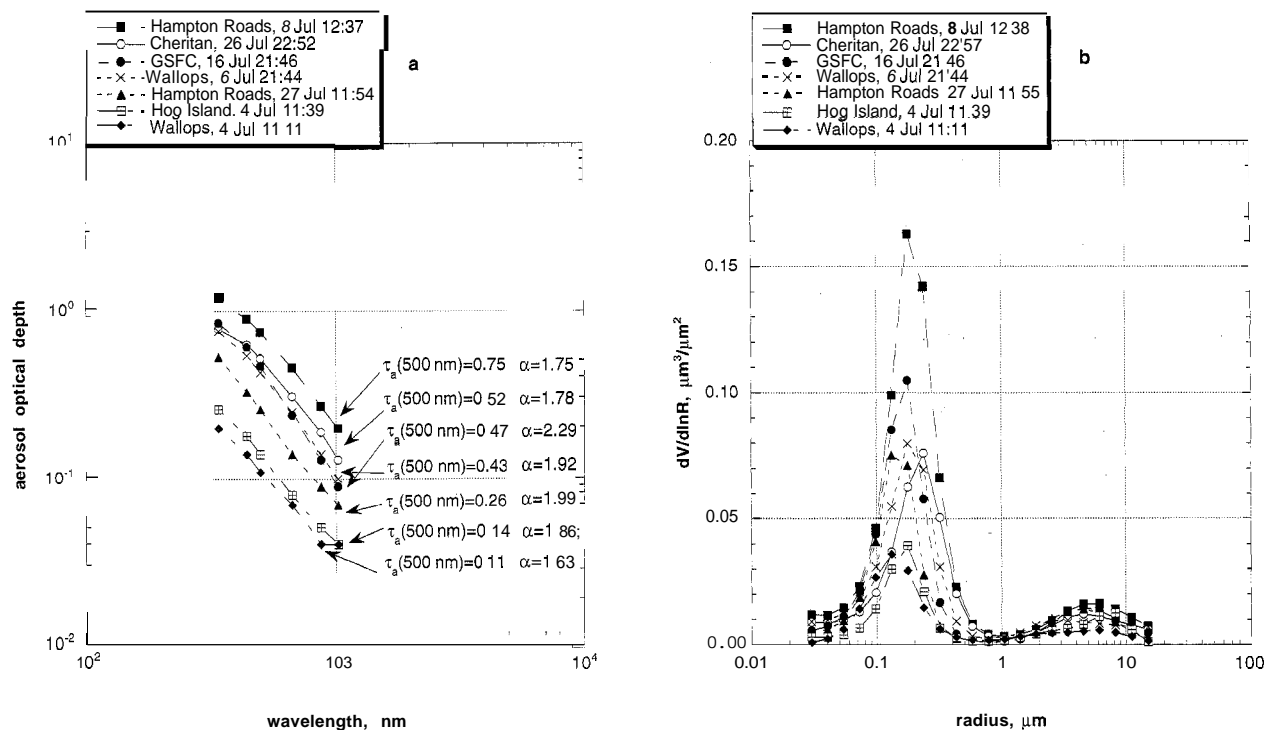 Hampton Roads, 8 Jul 12:37
Cheritan, 26 Jul 22:52
GSFC, 16 Jul 21:46
Wallops, 6 Jul 21:44
Hampton Roads, 27 Jul 11:54
Hog Island. 4 Jul 11:39
Wallops, 4 Jul 11 11
a
10^1
10^0
10^-1
10^-2
10^2
103
10^4
aerosol optical depth
wavelength, nm
τa(500 nm)=0.75 α=1.75
τa(500 nm)=0 52 α=1.78
τa(500 nm)=0 47 α=2.29
τa(500 nm)=0.43 α=1.92
τa(500 nm)=0.26 α=1.99
τa(500 nm)=0 14 α=1 86;
τa(500 nm)=0 11 α=1 63
Hampton Roads, 8 Jul 12 38
Cheritan, 26 Jul 22'57
GSFC, 16 Jul 21 46
Wallops, 6 Jul 21'44
Hampton Roads 27 Jul 11 55
Hog Island, 4 Jul 11.39
Wallops, 4 Jul 11:11
b
0.20
0.15
0.10
0.05
0.00
0.01
0.1
1
10
100
dV/dlnR, μm³/μm²
radius, μm